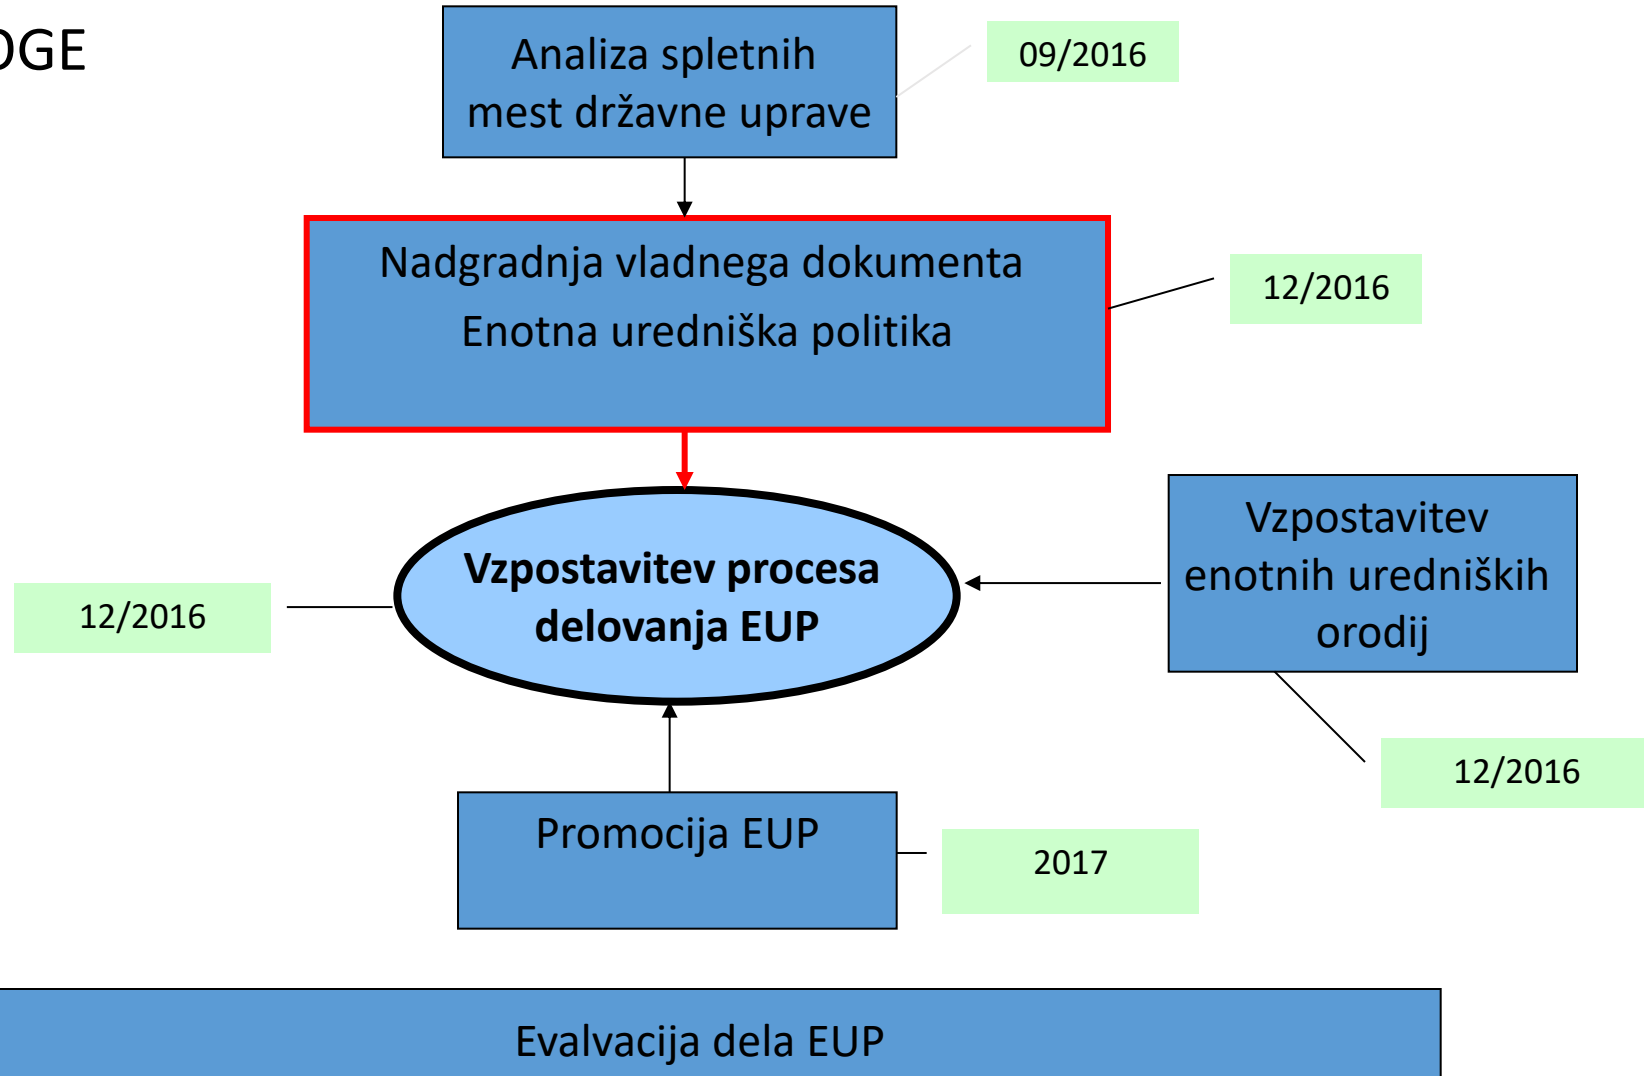 OGE
Analiza spletnih
mest državne uprave
09/2016
Nadgradnja vladnega dokumenta
Enotna uredniška politika
12/2016
Vzpostavitev procesa
delovanja EUP
12/2016
Vzpostavitev
enotnih uredniških
orodij
12/2016
Promocija EUP
2017
Evalvacija dela EUP